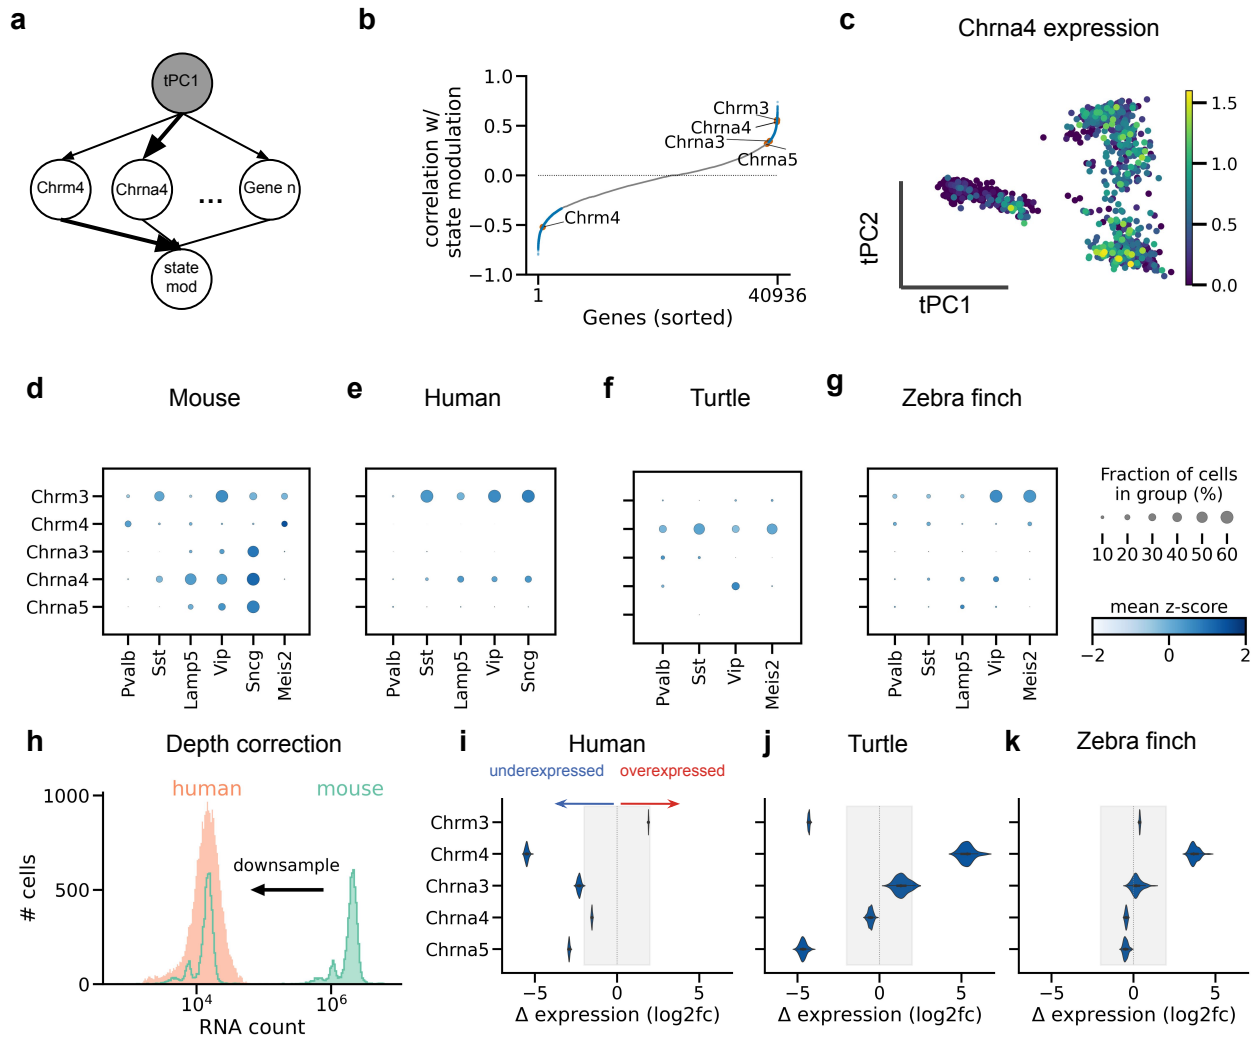 a
tPC1
Chrm4
Chrna4
...
Gene n
state
mod
b
correlation w/
state modulation
1.0
0.5
0.0
−0.5
−1.0
Chrm3
Chrna4
Chrna3
Chrna5
Chrm4
1
40936
Genes (sorted)
c
Chrna4 expression
tPC2
tPC1
1.5
1.0
0.5
0.0
d
Mouse
Chrm3
Chrm4
Chrna3
Chrna4
Chrna5
Pvalb
Sst
Lamp5
Vip
Sncg
Meis2
e
Human
Pvalb
Sst
Lamp5
Vip
Sncg
f
Turtle
Pvalb
Sst
Vip
Meis2
g
Zebra finch
Pvalb
Sst
Lamp5
Vip
Meis2
Fraction of cells
in group (%)
10 20 30 40 50 60
mean z-score
−2 0 2
h
Depth correction
human
mouse
downsample
# cells
1000
500
0
10⁴
10⁶
RNA count
i
Human
underexpressed
overexpressed
Chrm3
Chrm4
Chrna3
Chrna4
Chrna5
−5 0 5
Δ expression (log2fc)
j
Turtle
−5 0 5
Δ expression (log2fc)
k
Zebra finch
−5 0 5
Δ expression (log2fc)